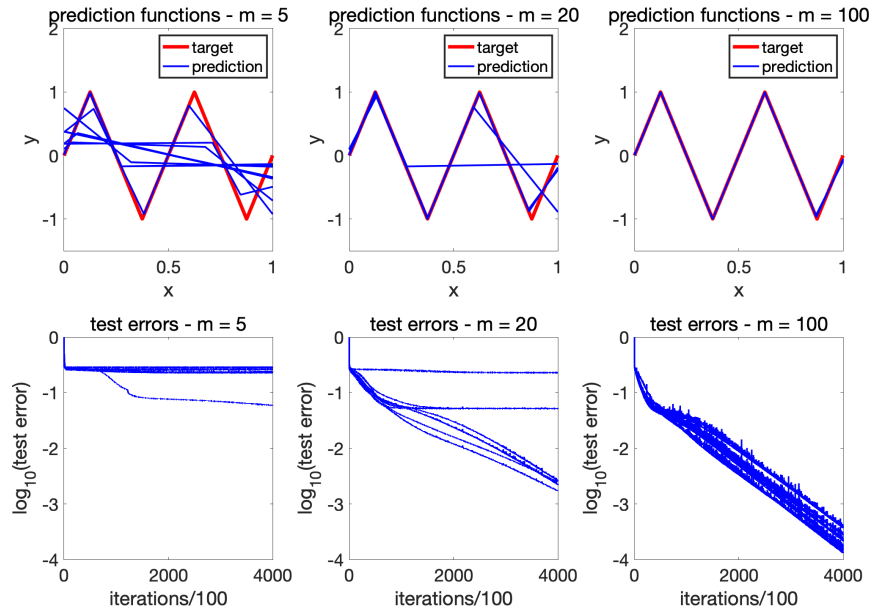 prediction functions - m = 5
2
1
0
-1
y
0
0.5
1
x
target
prediction
prediction functions - m = 20
2
1
0
-1
y
0
0.5
1
x
target
prediction
prediction functions - m = 100
2
1
0
-1
y
0
0.5
1
x
target
prediction
test errors - m = 5
0
-1
-2
-3
-4
log10(test error)
0
2000
4000
iterations/100
test errors - m = 20
0
-1
-2
-3
-4
log10(test error)
0
2000
4000
iterations/100
test errors - m = 100
0
-1
-2
-3
-4
log10(test error)
0
2000
4000
iterations/100